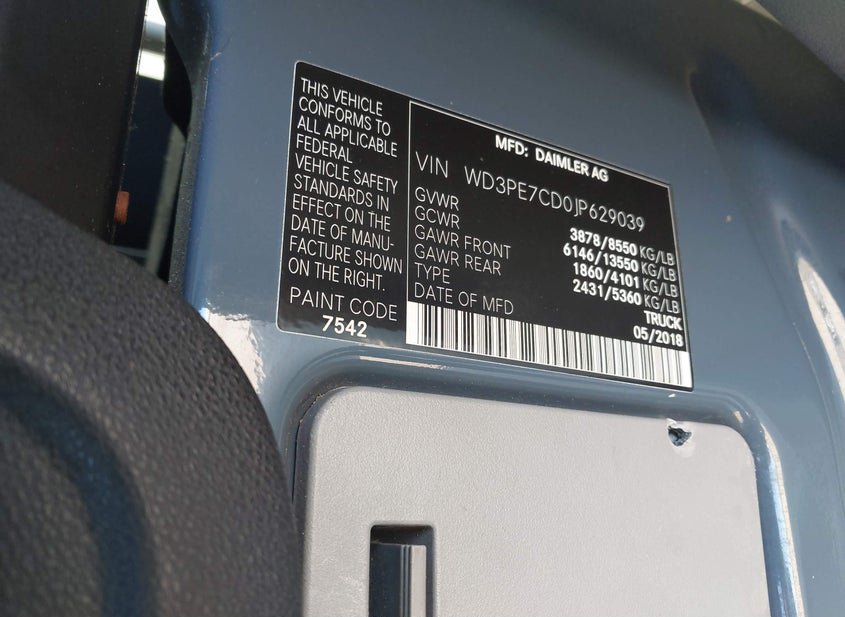 THIS VEHICLE
CONFORMS TO
ALL APPLICABLE
FEDERAL
VEHICLE SAFETY
STANDARDS IN
EFFECT ON THE
DATE OF MANU-
FACTURE SHOWN
ON THE RIGHT.
PAINT CODE
7542
MFD: DAIMLER AG
VIN WD3PE7CD0JP629039
GVWR 3878/8550 KG/LB
GCWR 6146/13550 KG/LB
GAWR FRONT 1860/4101 KG/LB
GAWR REAR 2431/5360 KG/LB
TYPE TRUCK
DATE OF MFD 05/2018